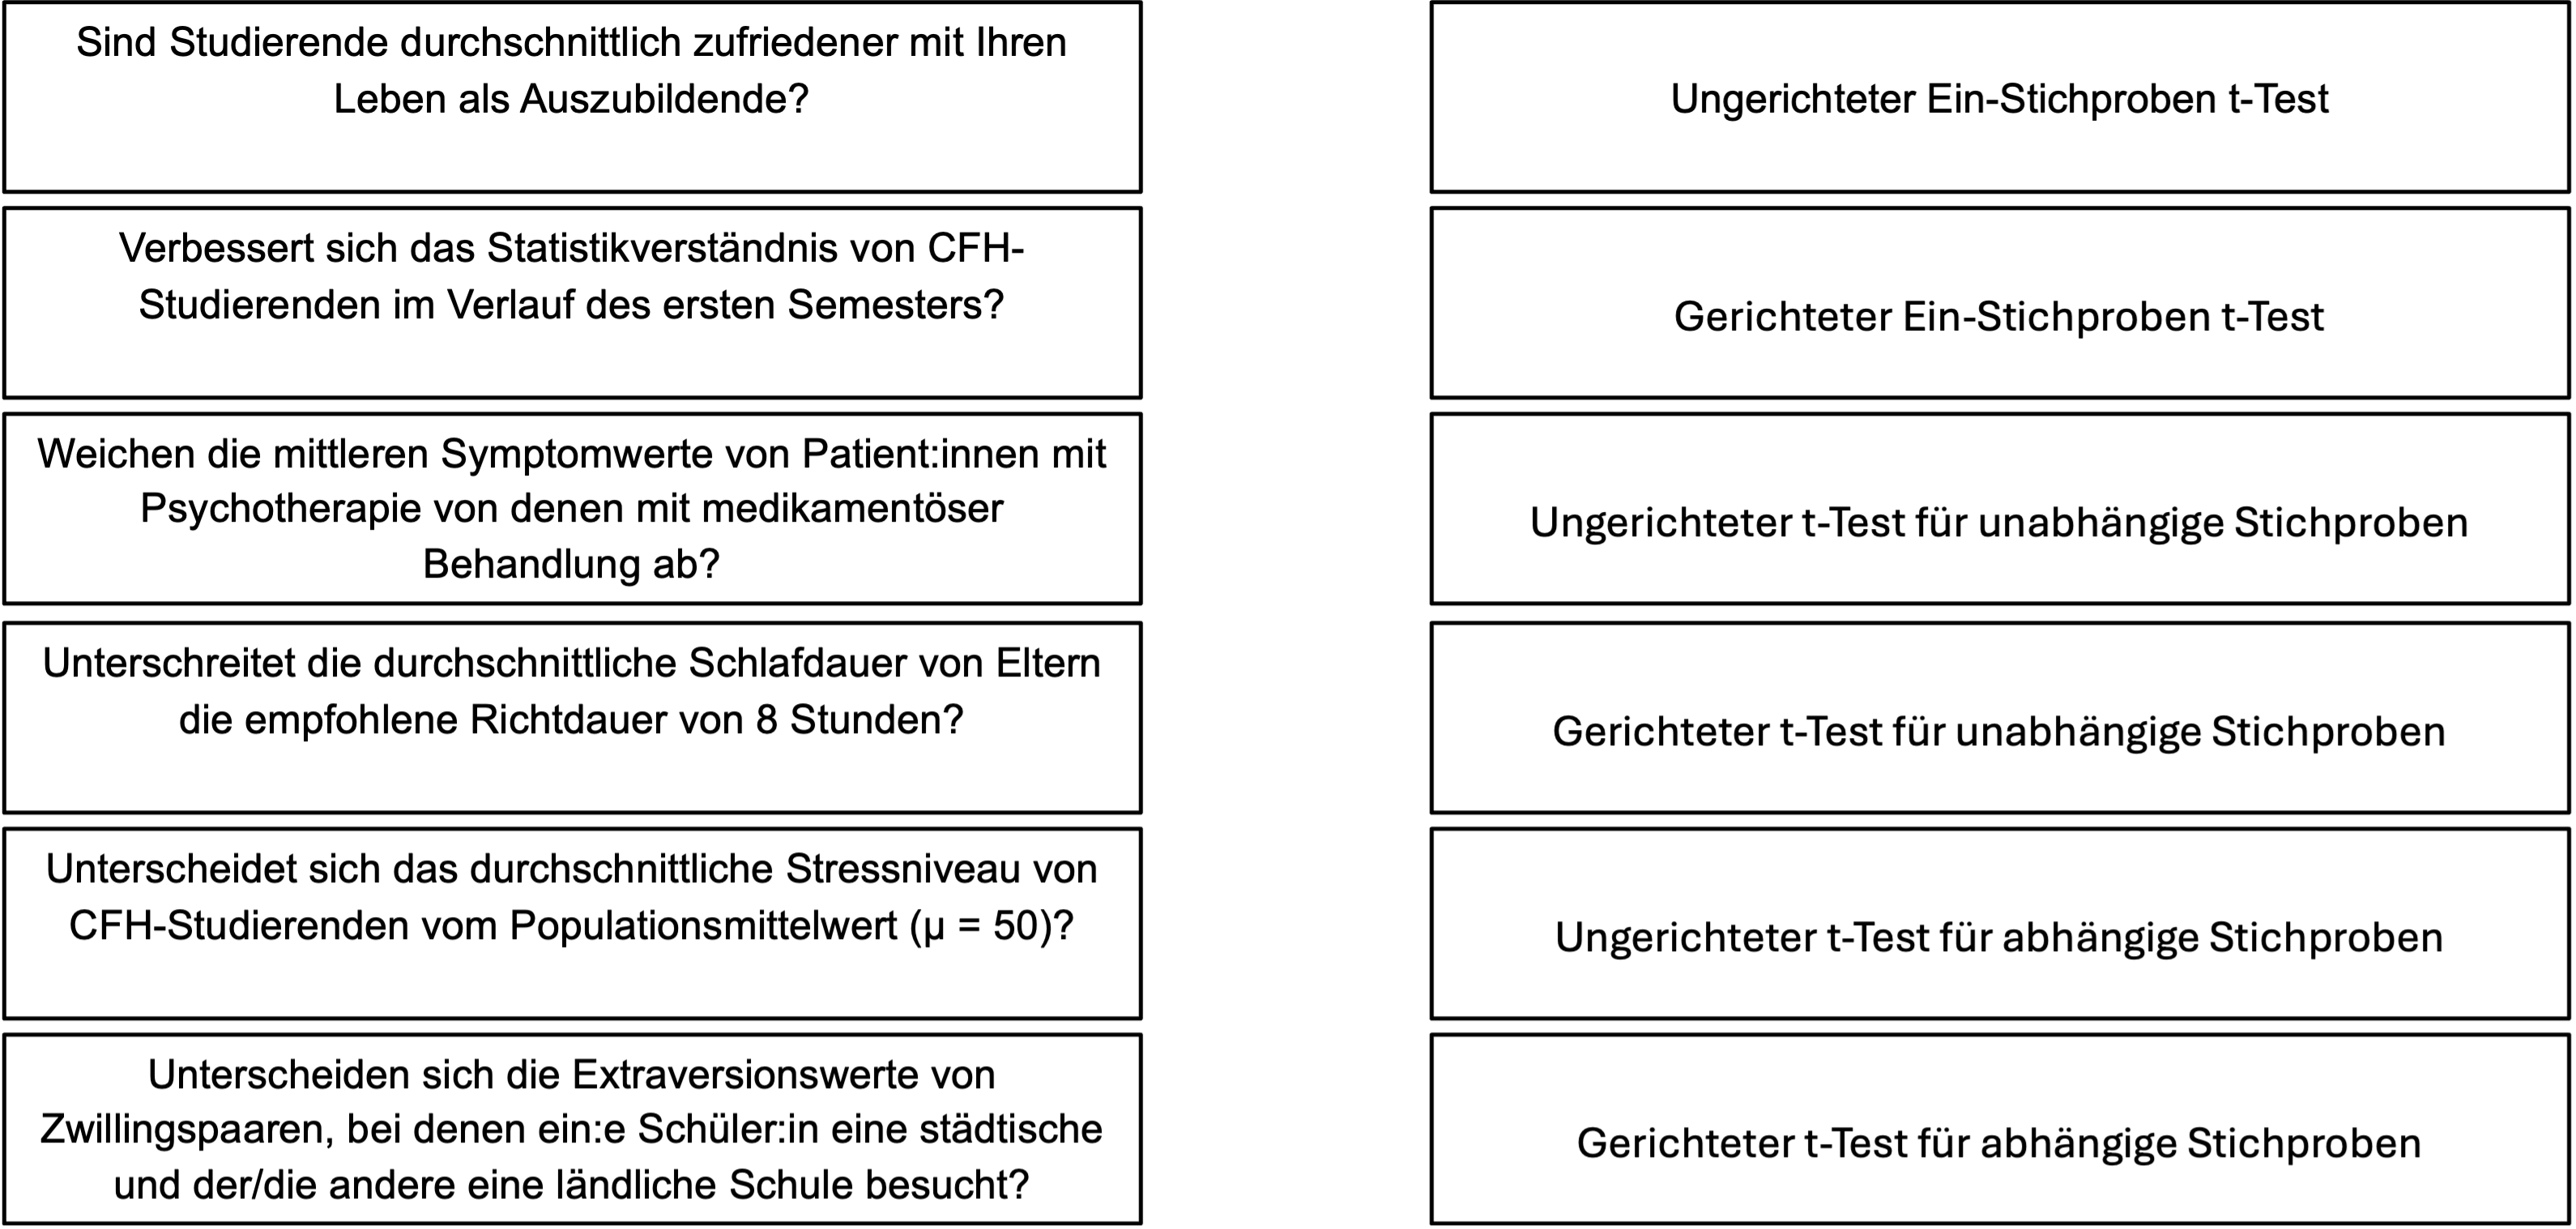 Sind Studierende durchschnittlich zufriedener mit Ihren
Leben als Auszubildende?
Ungerichteter Ein-Stichproben t-Test
Verbessert sich das Statistikverständnis von CFH-
Studierenden im Verlauf des ersten Semesters?
Gerichteter Ein-Stichproben t-Test
Weichen die mittleren Symptomwerte von Patient:innen mit
Psychotherapie von denen mit medikamentöser
Behandlung ab?
Ungerichteter t-Test für unabhängige Stichproben
Unterschreitet die durchschnittliche Schlafdauer von Eltern
die empfohlene Richtdauer von 8 Stunden?
Gerichteter t-Test für unabhängige Stichproben
Unterscheidet sich das durchschnittliche Stressniveau von
CFH-Studierenden vom Populationsmittelwert (μ = 50)?
Ungerichteter t-Test für abhängige Stichproben
Unterscheiden sich die Extraversionswerte von
Zwillingspaaren, bei denen ein:e Schüler:in eine städtische
und der/die andere eine ländliche Schule besucht?
Gerichteter t-Test für abhängige Stichproben